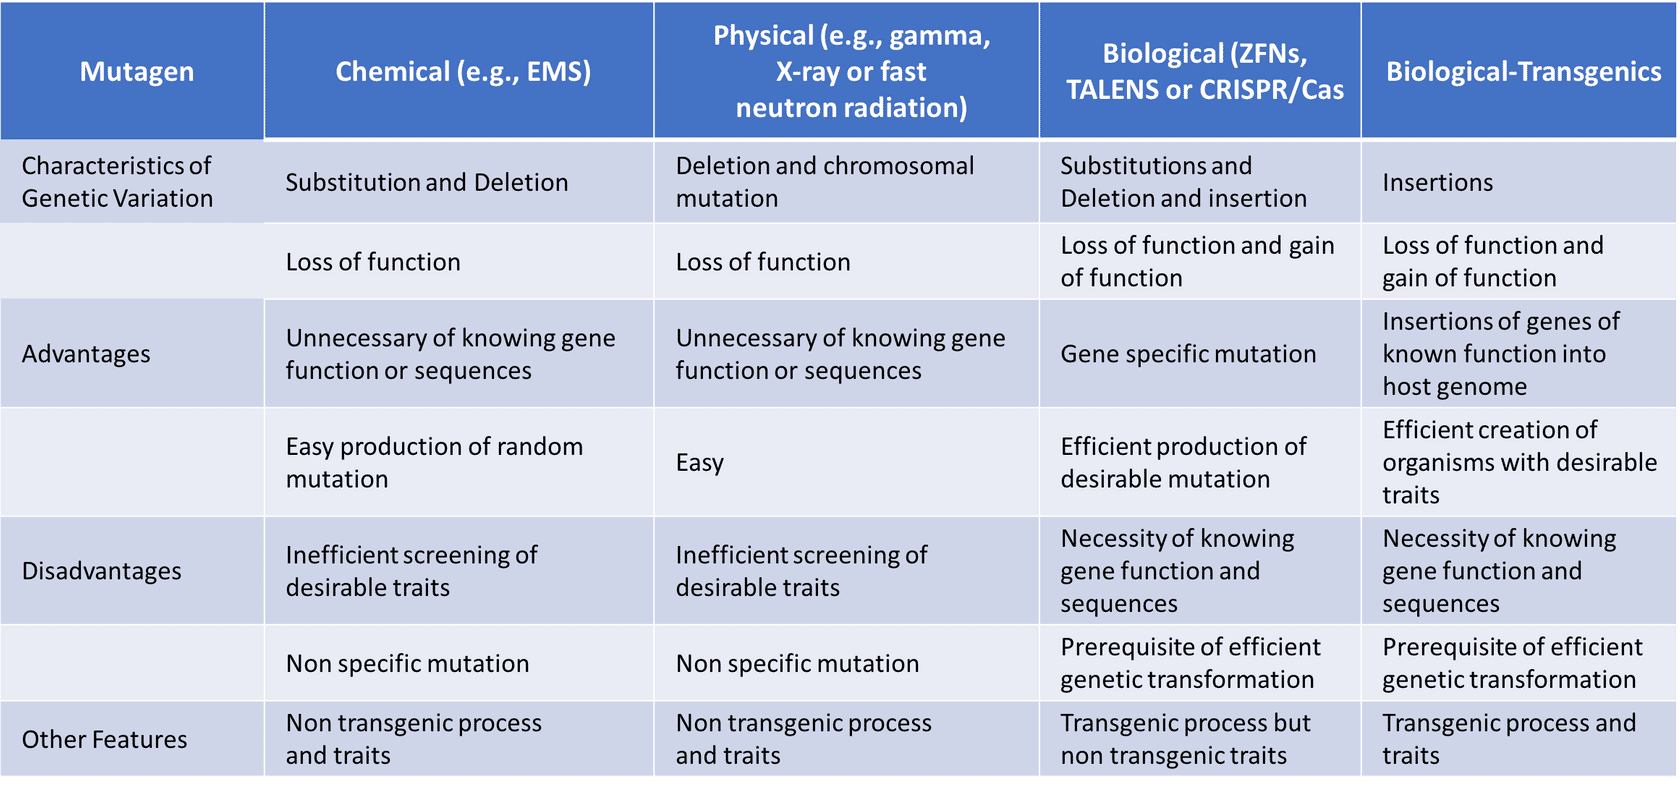 Mutagen
Chemical (e.g., EMS)
Physical (e.g., gamma,
X-ray or fast
neutron radiation)
Biological (ZFNs,
TALENS or CRISPR/Cas
Biological-Transgenics
Characteristics of
Genetic Variation
Substitution and Deletion
Deletion and chromosomal
mutation
Substitutions and
Deletion and insertion
Insertions
Loss of function
Loss of function
Loss of function and gain
of function
Loss of function and
gain of function
Advantages
Unnecessary of knowing gene
function or sequences
Unnecessary of knowing gene
function or sequences
Gene specific mutation
Insertions of genes of
known function into
host genome
Easy production of random
mutation
Easy
Efficient production of
desirable mutation
Efficient creation of
organisms with desirable
traits
Disadvantages
Inefficient screening of
desirable traits
Inefficient screening of
desirable traits
Necessity of knowing
gene function and
sequences
Necessity of knowing
gene function and
sequences
Non specific mutation
Non specific mutation
Prerequisite of efficient
genetic transformation
Prerequisite of efficient
genetic transformation
Other Features
Non transgenic process
and traits
Non transgenic process
and traits
Transgenic process but
non transgenic traits
Transgenic process and
traits